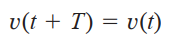 v(t + T) = v(t)